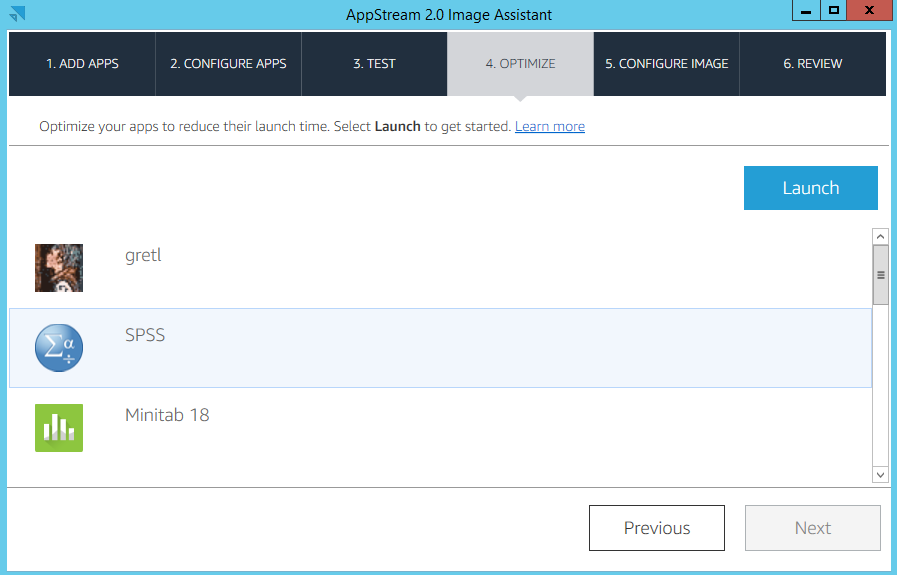 AppStream 2.0 Image Assistant
1. ADD APPS
2. CONFIGURE APPS
3. TEST
4. OPTIMIZE
5. CONFIGURE IMAGE
6. REVIEW
Optimize your apps to reduce their launch time. Select Launch to get started. Learn more
Launch
gretl
SPSS
Σα÷
Minitab 18
Previous
Next